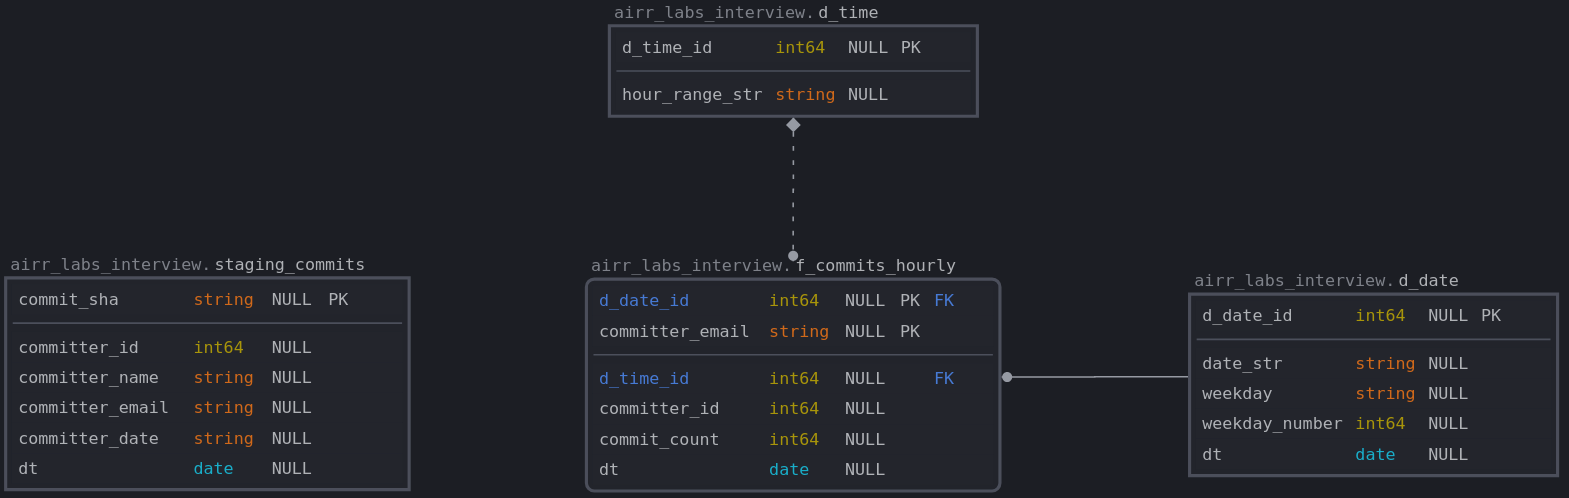 airr_labs_interview.d_time
d_time_id int64 NULL PK
hour_range_str string NULL
airr_labs_interview.staging_commits
commit_sha string NULL PK
committer_id int64 NULL
committer_name string NULL
committer_email string NULL
committer_date string NULL
dt date NULL
airr_labs_interview.f_commits_hourly
d_date_id int64 NULL PK FK
committer_email string NULL PK
d_time_id int64 NULL FK
committer_id int64 NULL
commit_count int64 NULL
dt date NULL
airr_labs_interview.d_date
d_date_id int64 NULL PK
date_str string NULL
weekday string NULL
weekday_number int64 NULL
dt date NULL